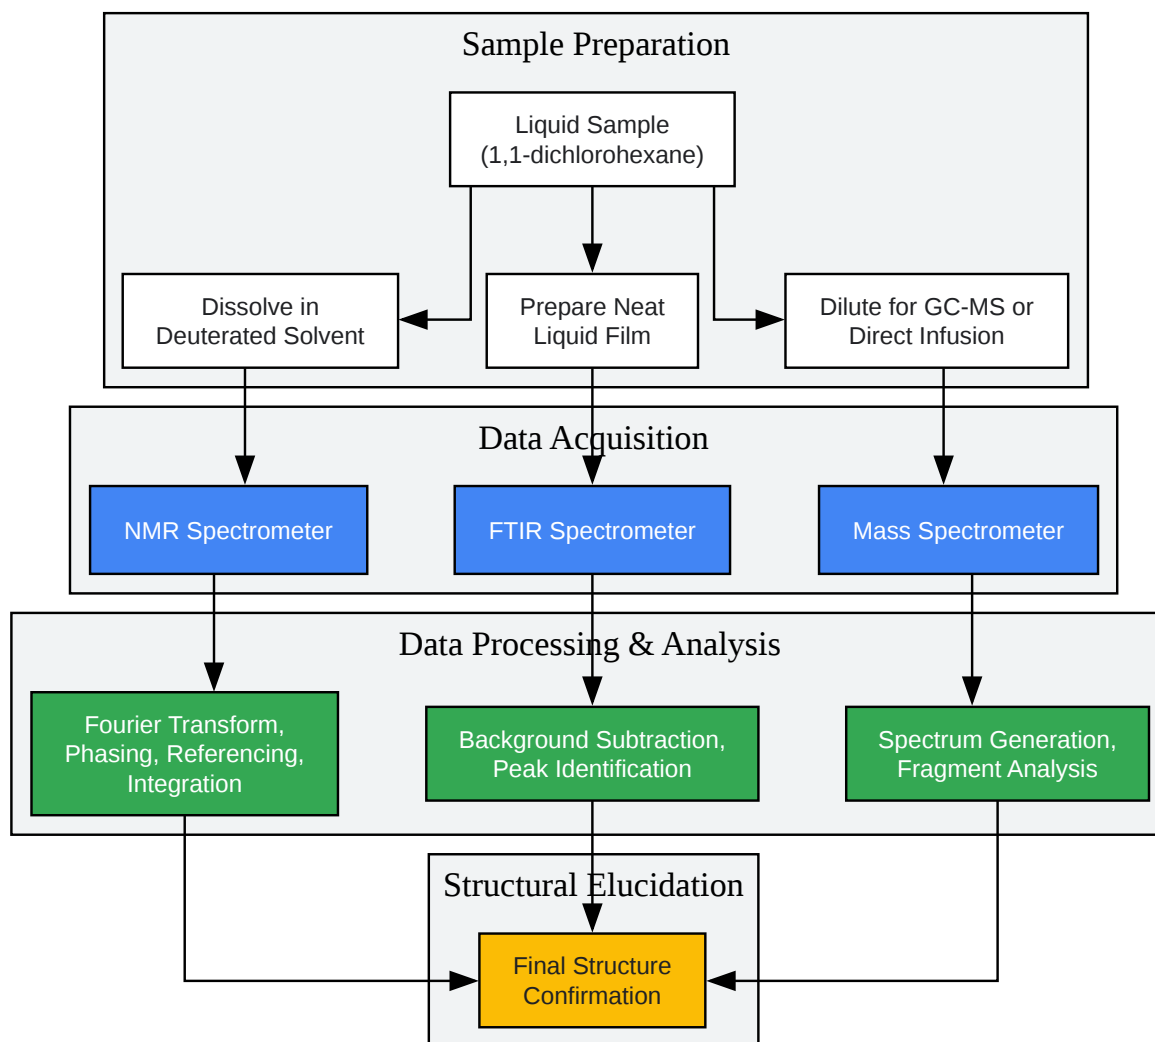 Sample Preparation
Liquid Sample
(1,1-dichlorohexane)
Dissolve in
Deuterated Solvent
Prepare Neat
Liquid Film
Dilute for GC-MS or
Direct Infusion
Data Acquisition
NMR Spectrometer
FTIR Spectrometer
Mass Spectrometer
Data Processing & Analysis
Fourier Transform,
Phasing, Referencing,
Integration
Background Subtraction,
Peak Identification
Spectrum Generation,
Fragment Analysis
Structural Elucidation
Final Structure
Confirmation